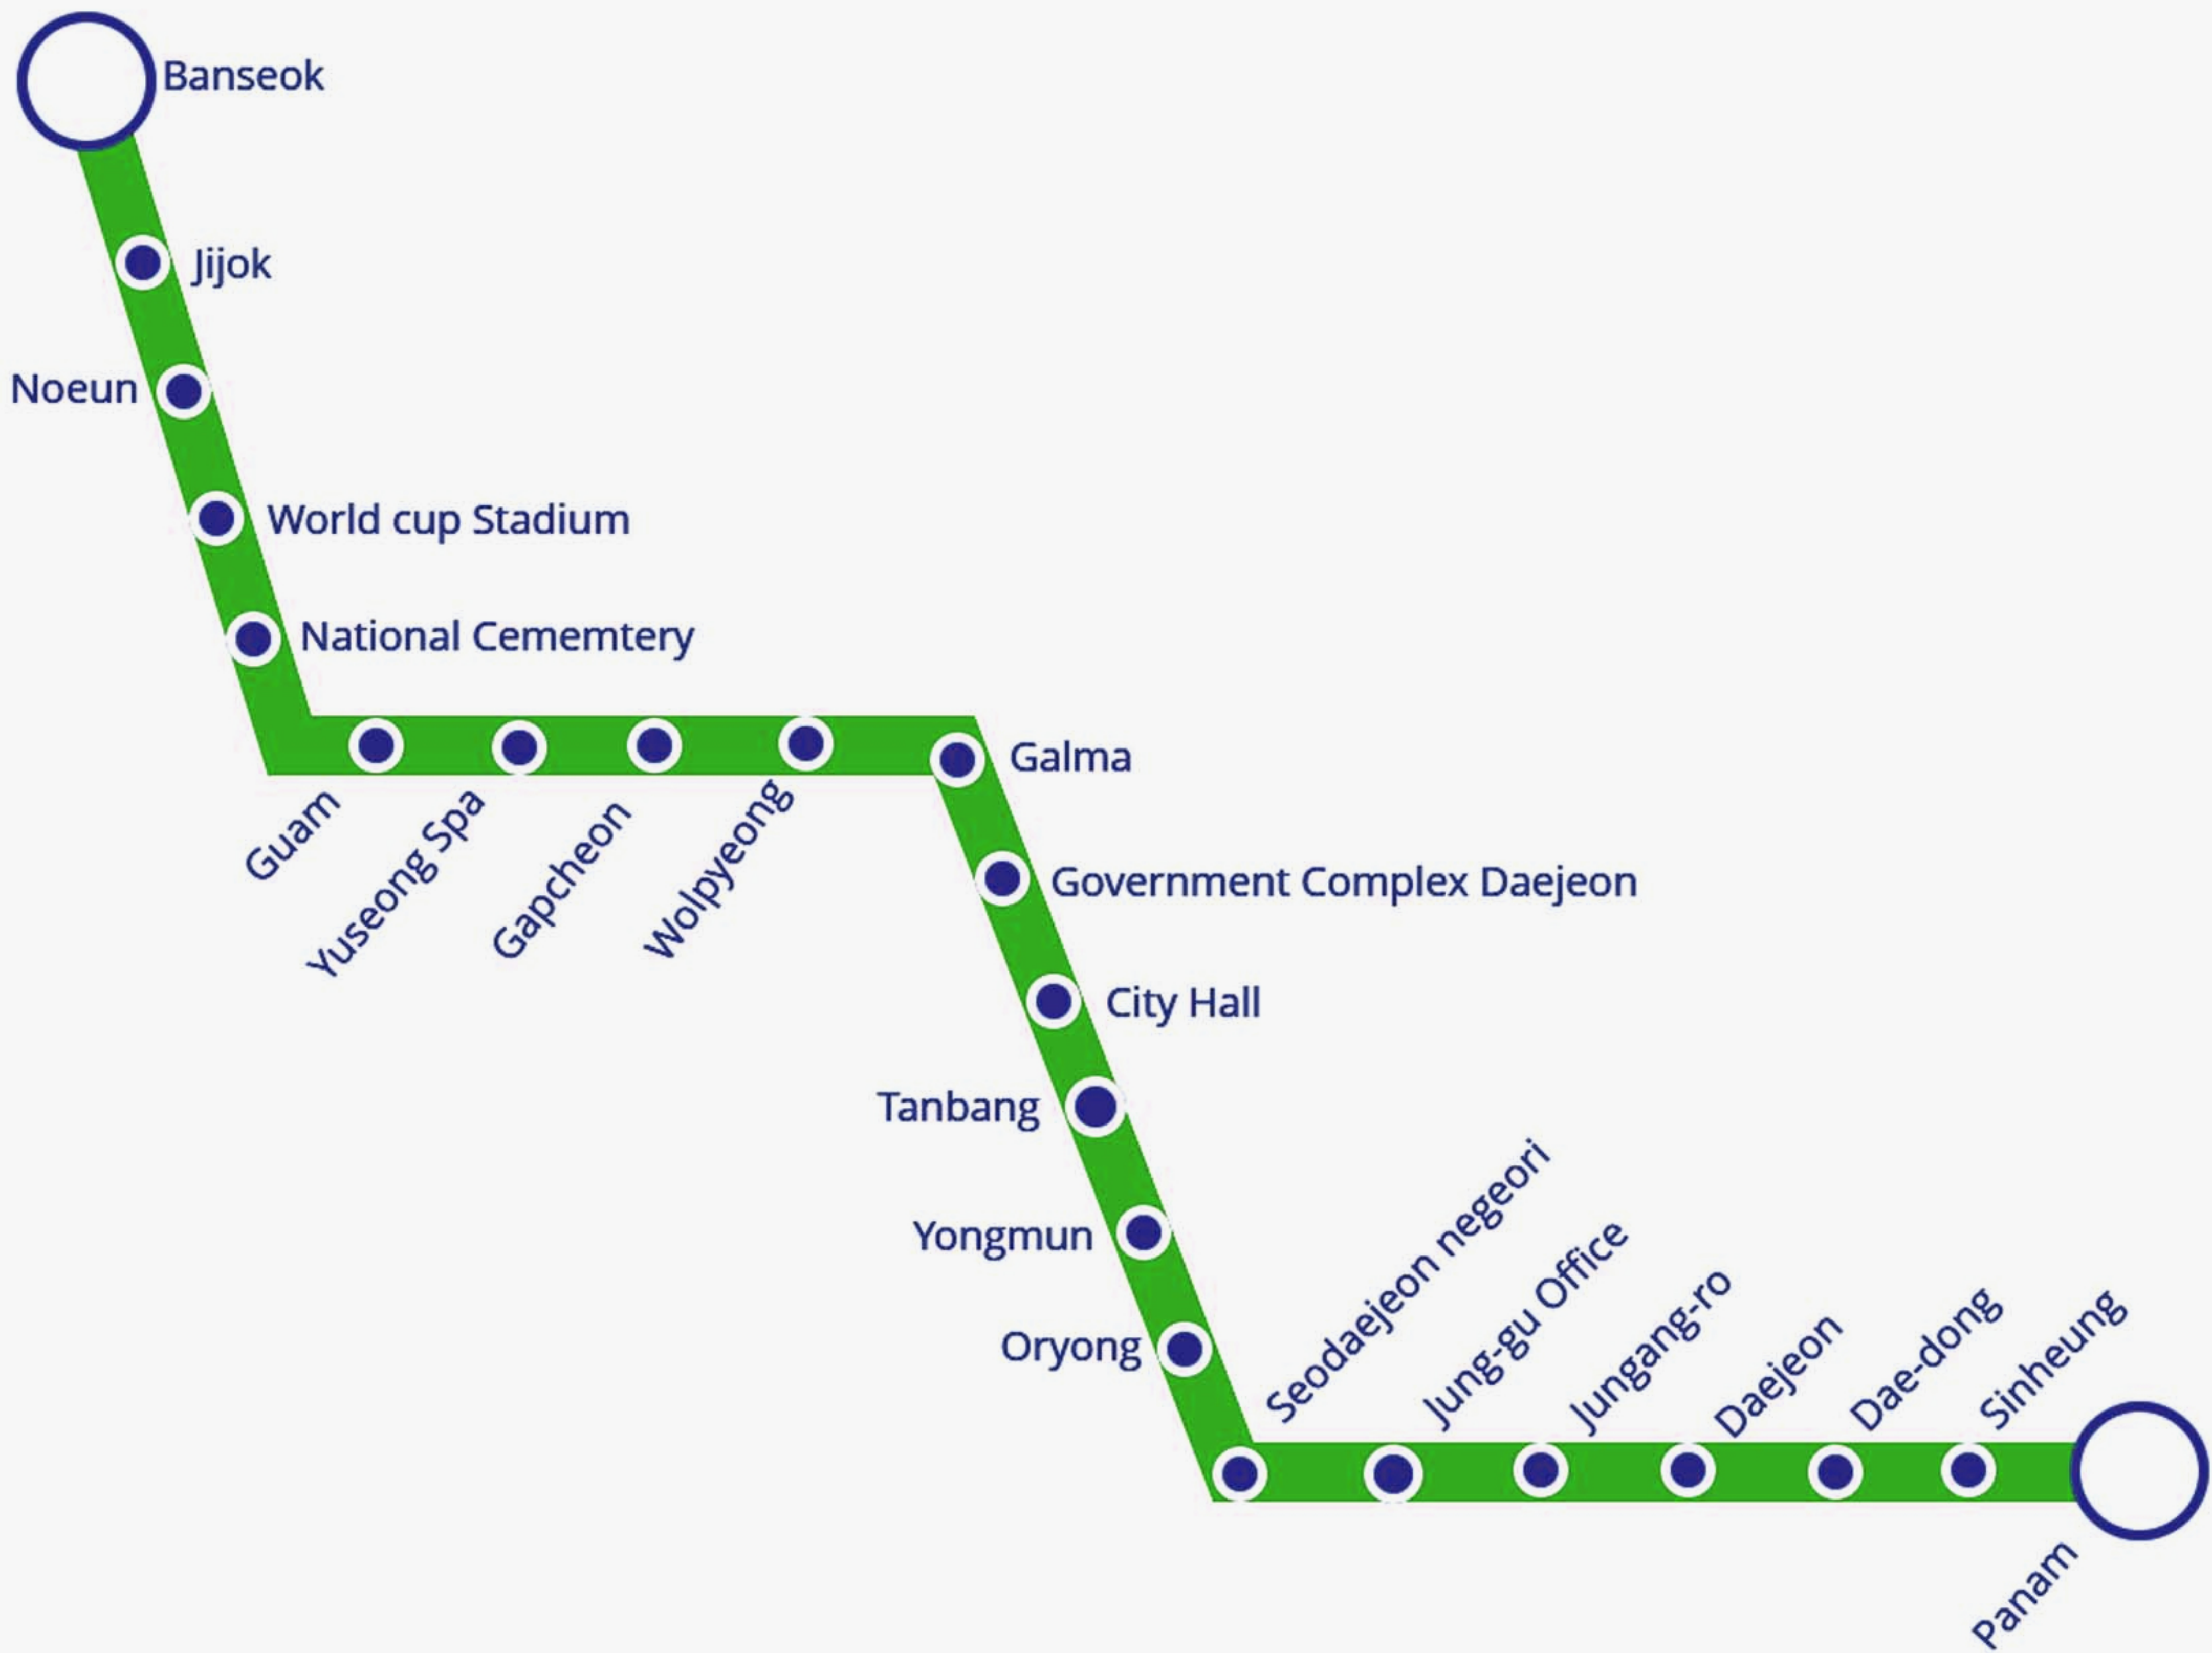 Banseok
Jijok
Noeun
World cup Stadium
National Cememtery
Guam
Yuseong Spa
Gapcheon
Wolpyeong
Galma
Government Complex Daejeon
City Hall
Tanbang
Yongmun
Oryong
Seodaejeon negeori
Jung-gu Office
Jungang-ro
Daejeon
Dae-dong
Sinheung
Panam